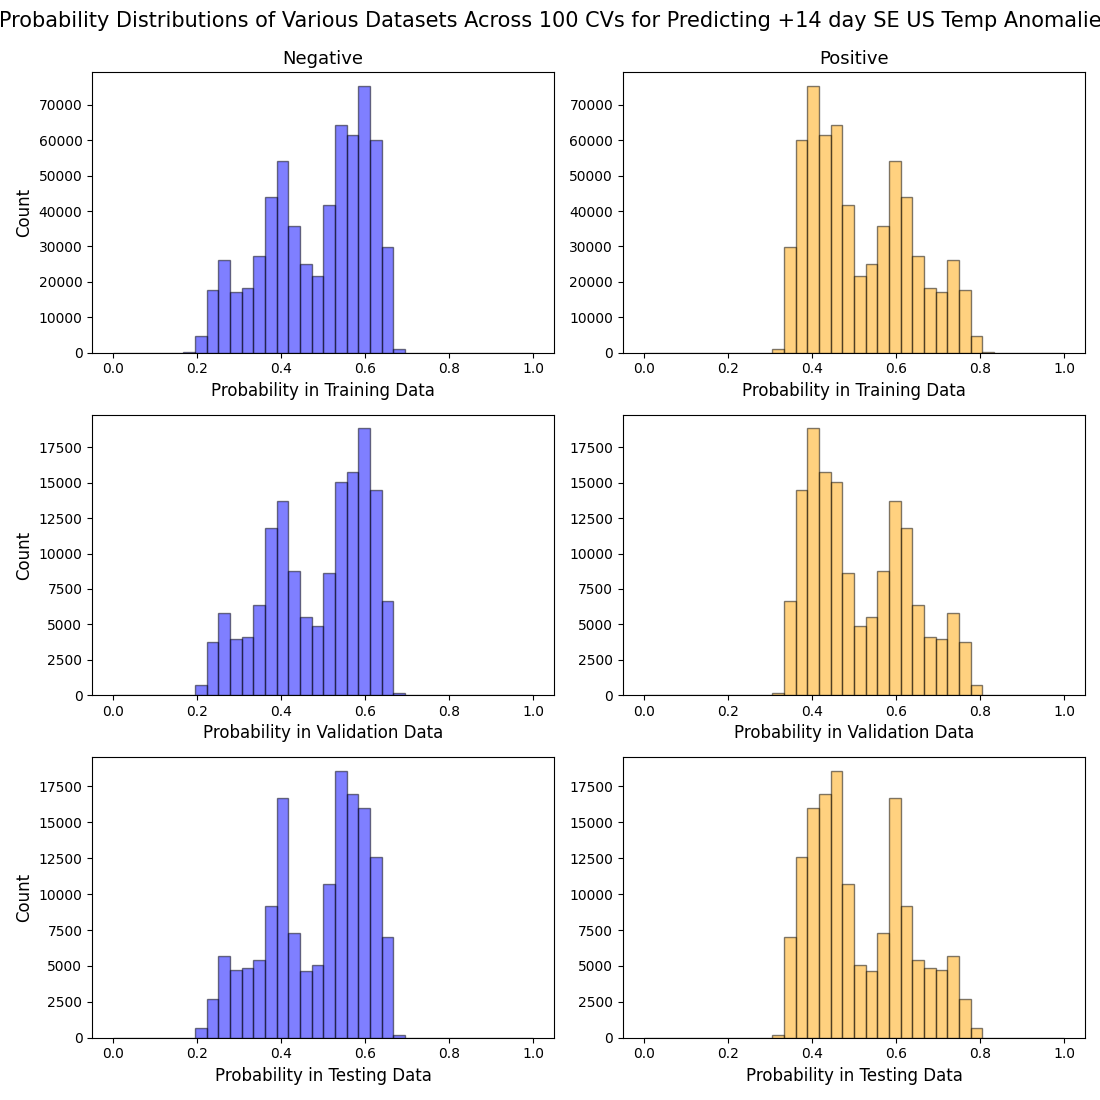 Probability Distributions of Various Datasets Across 100 CVs for Predicting +14 day SE US Temp Anomalie
Negative
Positive
70000
60000
50000
40000
30000
20000
10000
0
Count
0.0 0.2 0.4 0.6 0.8 1.0
Probability in Training Data
70000
60000
50000
40000
30000
20000
10000
0
0.0 0.2 0.4 0.6 0.8 1.0
Probability in Training Data
17500
15000
12500
10000
7500
5000
2500
0
Count
0.0 0.2 0.4 0.6 0.8 1.0
Probability in Validation Data
17500
15000
12500
10000
7500
5000
2500
0
0.0 0.2 0.4 0.6 0.8 1.0
Probability in Validation Data
17500
15000
12500
10000
7500
5000
2500
0
Count
0.0 0.2 0.4 0.6 0.8 1.0
Probability in Testing Data
17500
15000
12500
10000
7500
5000
2500
0
0.0 0.2 0.4 0.6 0.8 1.0
Probability in Testing Data